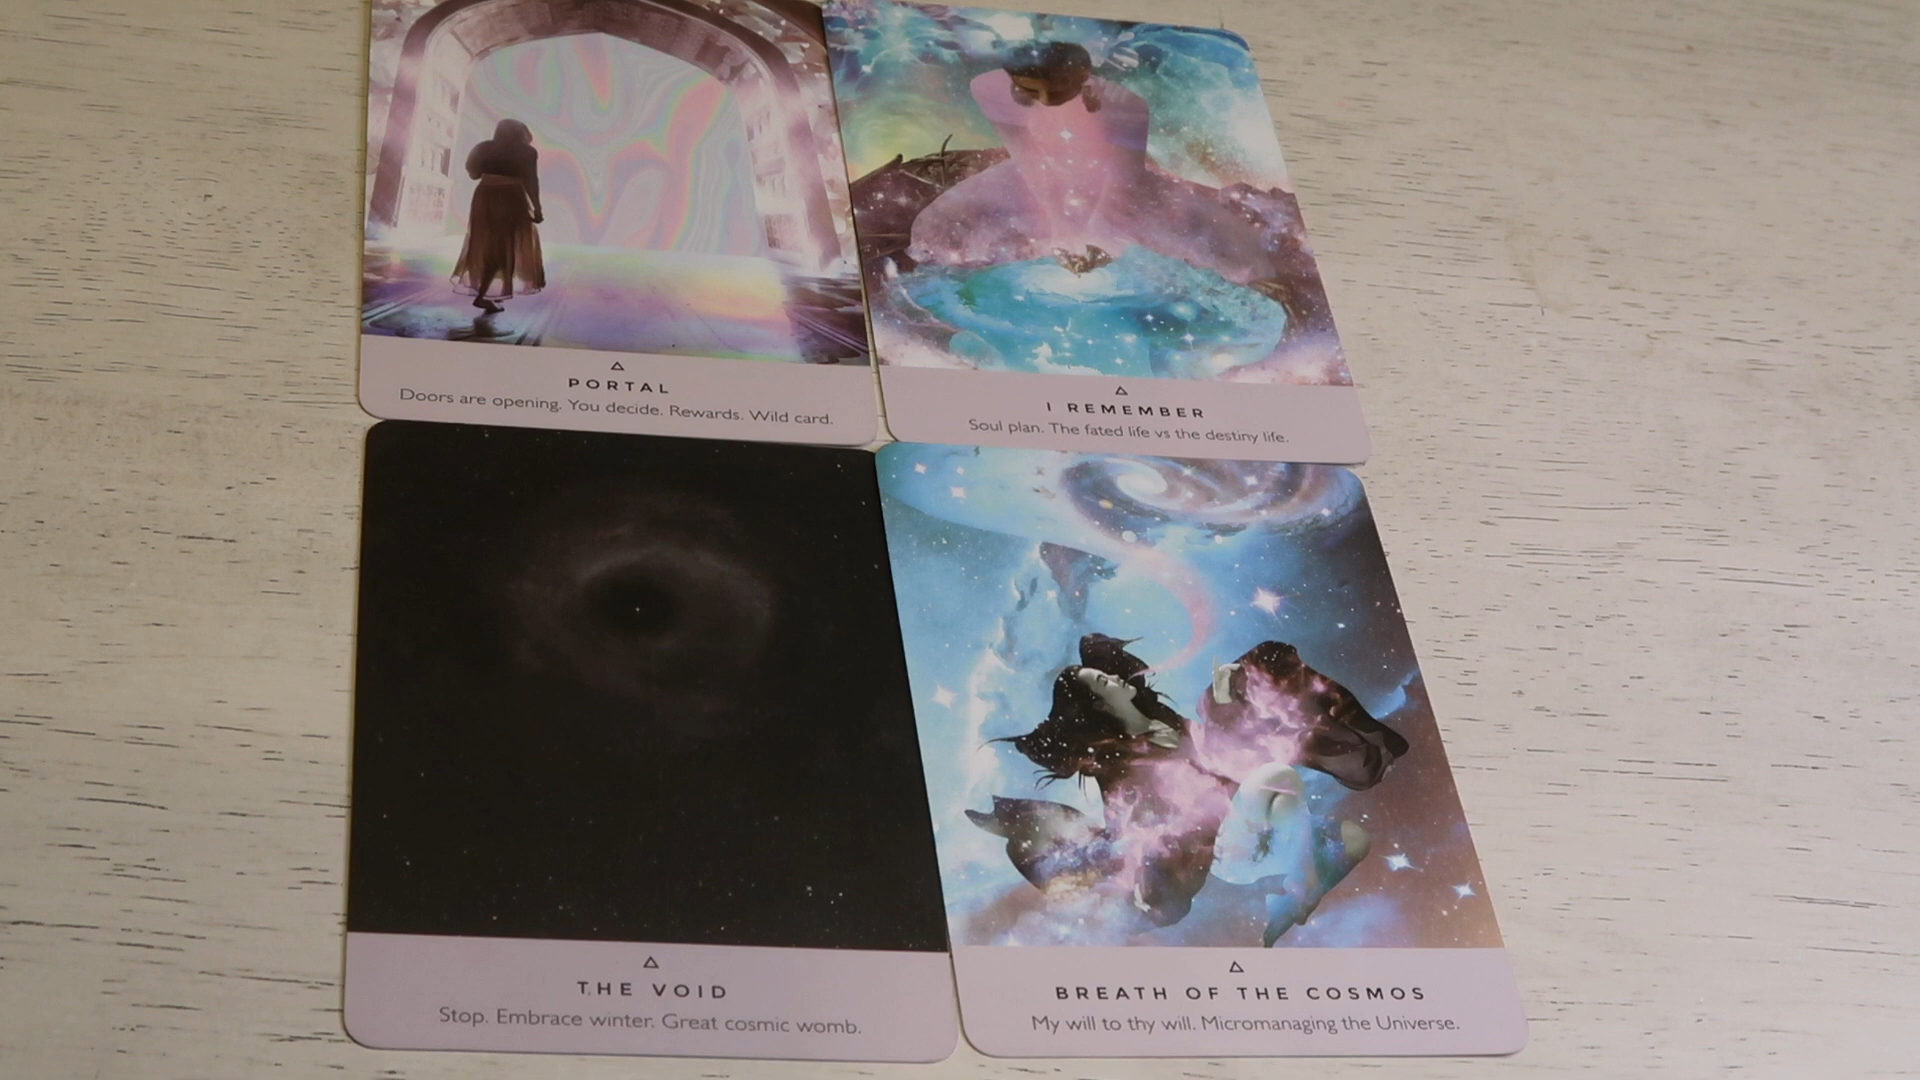 PORTAL
Doors are opening. You decide. Rewards. Wild card.
I REMEMBER
Soul plan. The fated life vs the destiny life.
THE VOID
Stop. Embrace winter. Great cosmic womb.
BREATH OF THE COSMOS
My will to thy will. Micromanaging the Universe.